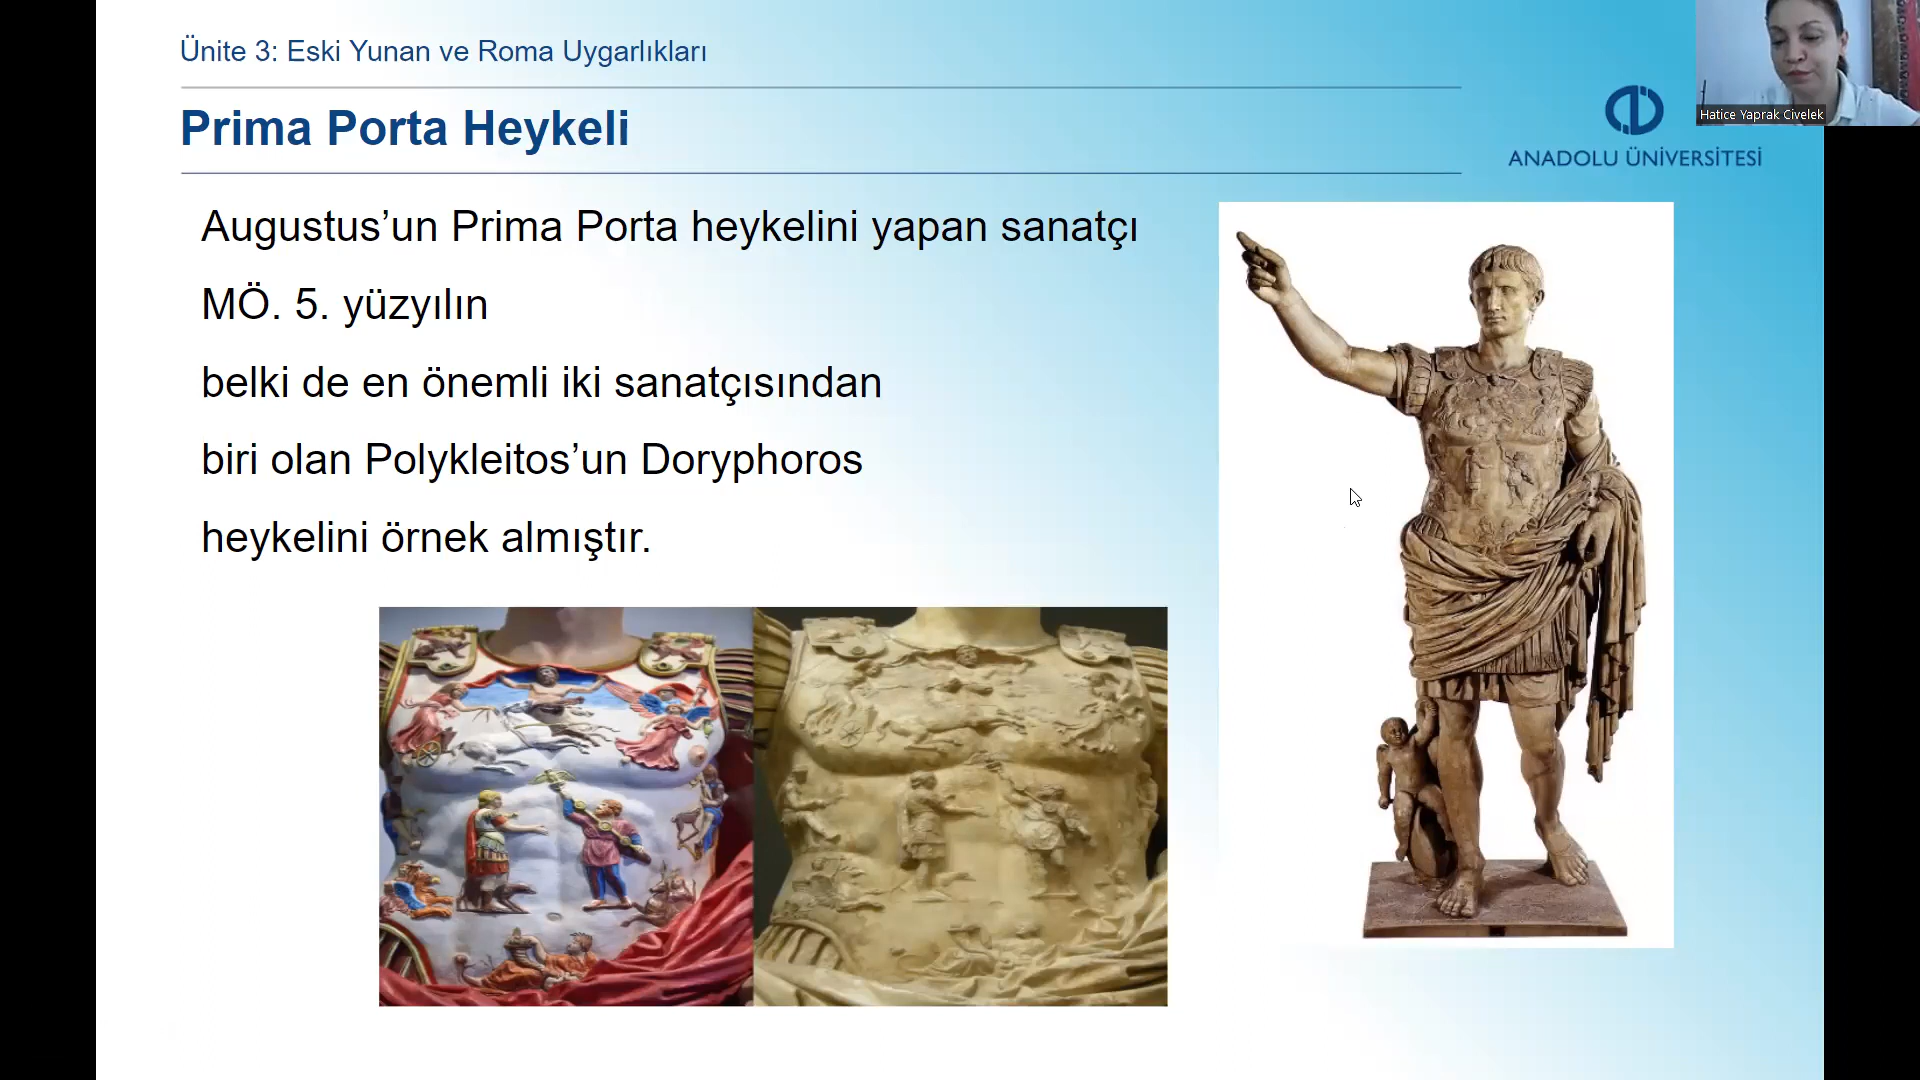 Ünite 3: Eski Yunan ve Roma Uygarlıkları
Prima Porta Heykeli
Hatice Yaprak Civelek
ANADOLU ÜNİVERSİTESİ
Augustus’un Prima Porta heykelini yapan sanatçı
MÖ. 5. yüzyılın
belki de en önemli iki sanatçısından
biri olan Polykleitos’un Doryphoros
heykelini örnek almıştır.